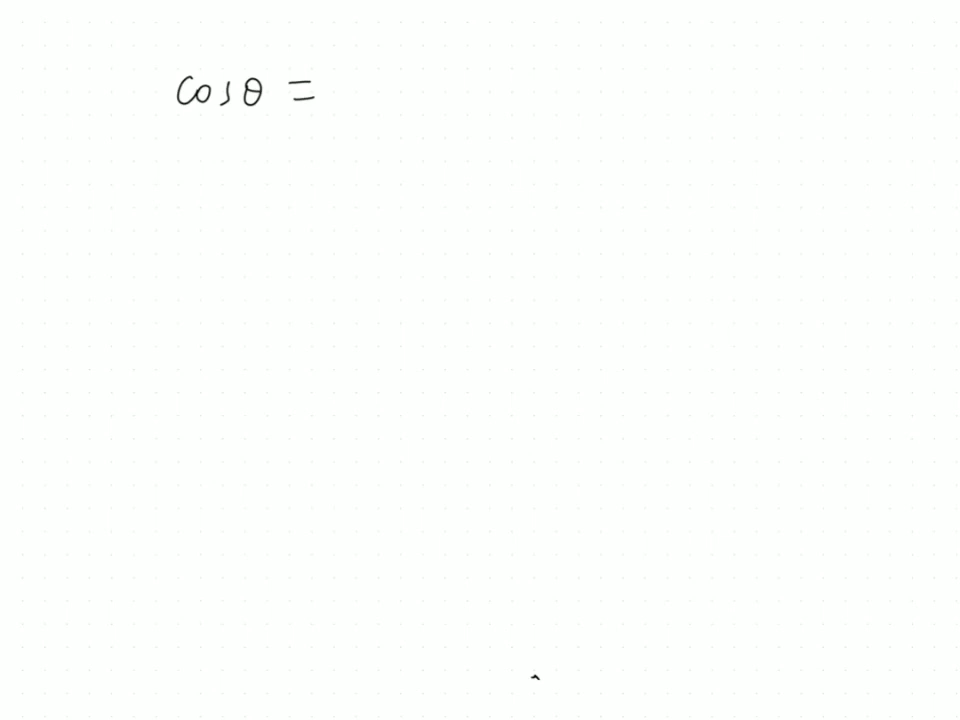 cosθ =